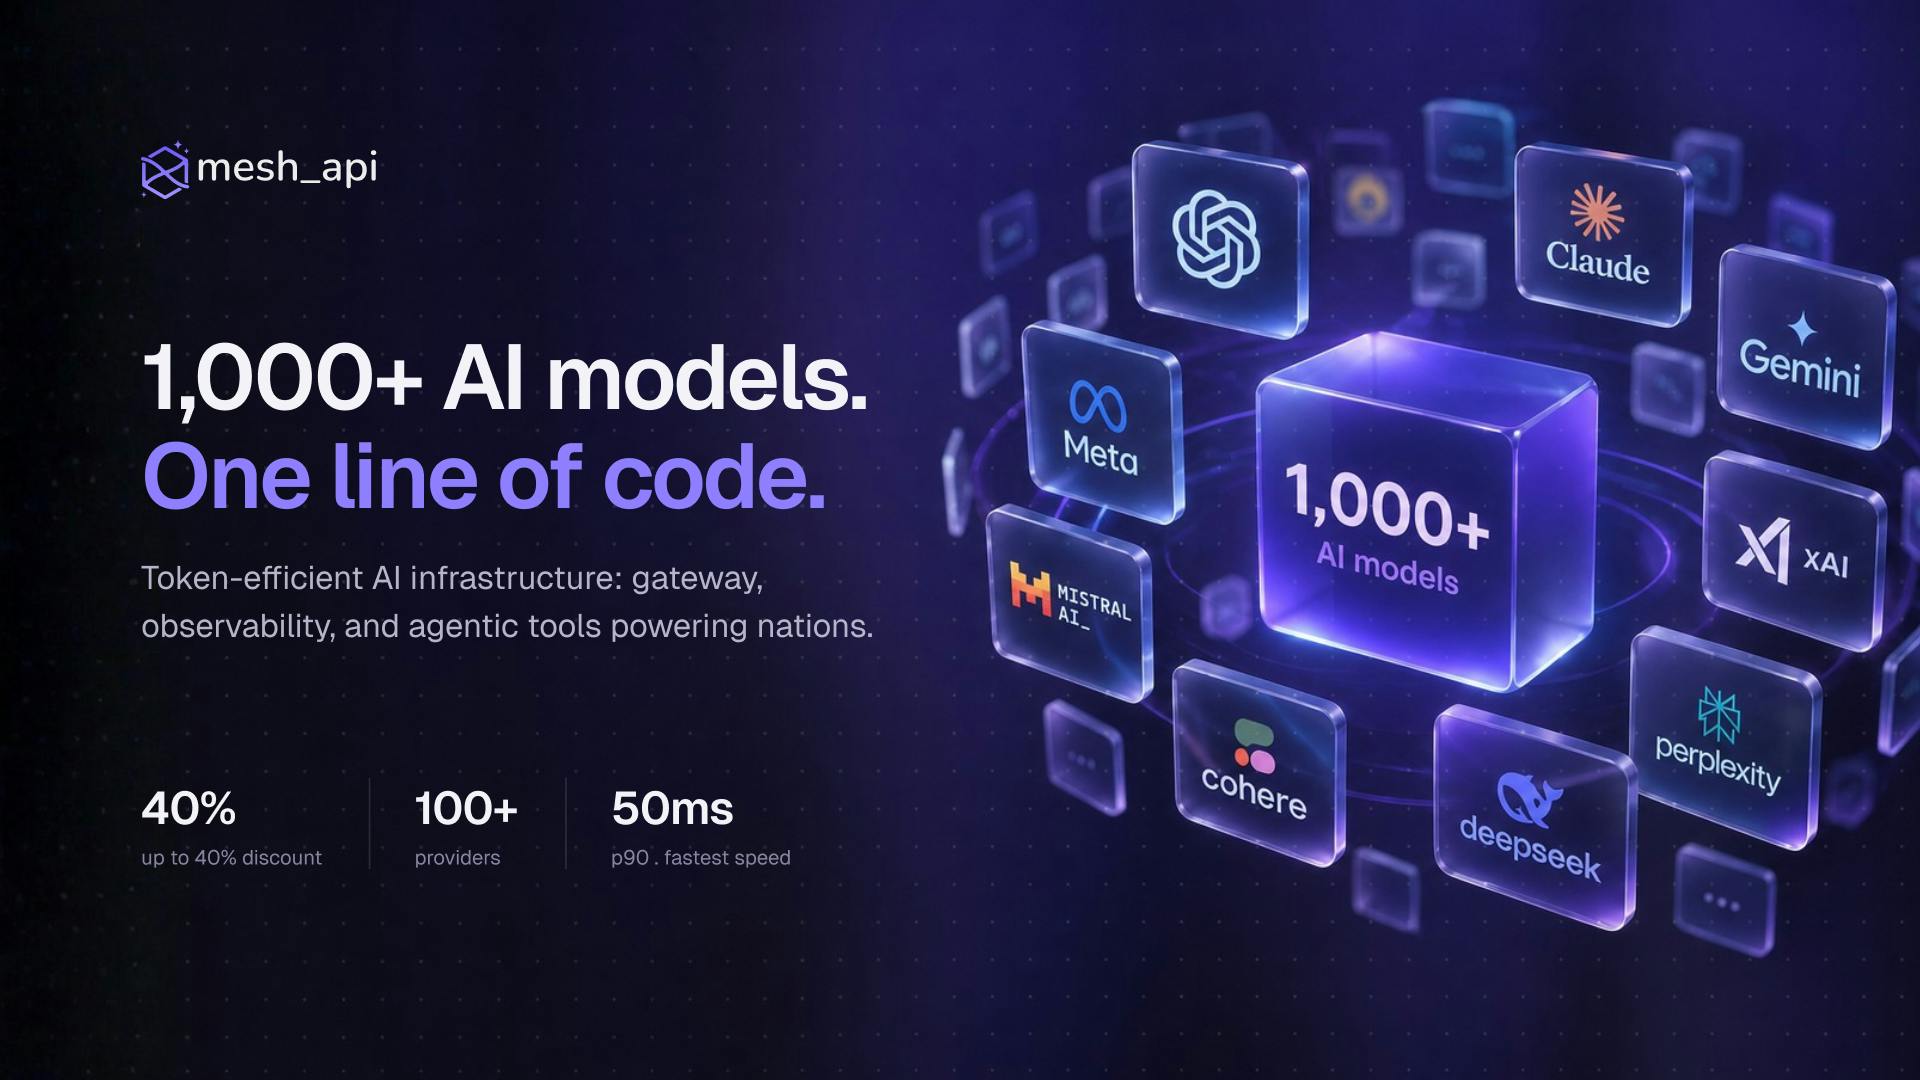 mesh_api
1,000+ AI models.
One line of code.
Token-efficient AI infrastructure: gateway,
observability, and agentic tools powering nations.
40%
up to 40% discount
100+
providers
50ms
p90 . fastest speed
Claude
Gemini
Meta
1,000+
AI models
xAI
MISTRAL
AI_
perplexity
cohere
deepseek